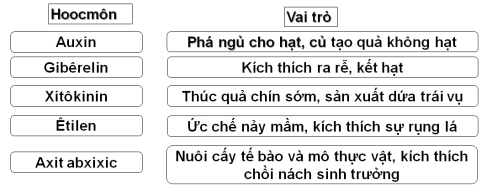 Hoocmôn Vai trò
Auxin Phá ngủ cho hạt, củ tạo quả không hạt
Gibêrelin Kích thích ra rễ, kết hạt
Xitôkinin Thúc quả chín sớm, sản xuất dứa trái vụ
Êtilen Ức chế nảy mầm, kích thích sự rụng lá
Axit abxixic Nuôi cấy tế bào và mô thực vật, kích thích
chồi nách sinh trưởng